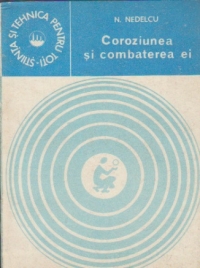 ȘTIINȚA ȘI TEHNICA PENTRU TOȚI
N. NEDELCU
Coroziunea
și combaterea ei